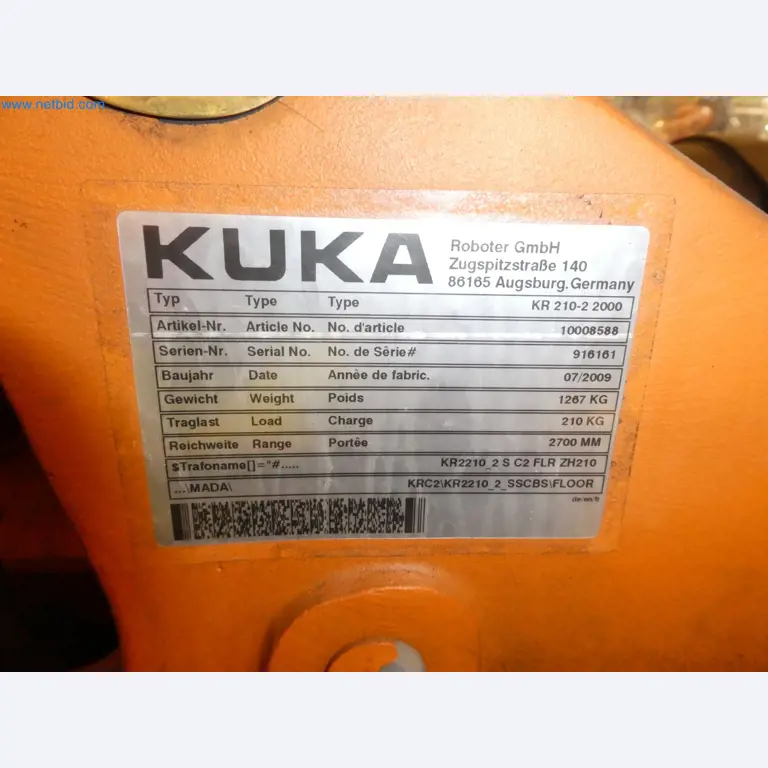 www.netbid.com
KUKA
Roboter GmbH
Zugspitzstraße 140
86165 Augsburg.Germany
Typ Type Type KR 210-2 2000
Artikel-Nr. Article No. No. d'article 10008588
Serien-Nr. Serial No. No. de Série# 916161
Baujahr Date Année de fabric. 07/2009
Gewicht Weight Poids 1267 KG
Traglast Load Charge 210 KG
Reichweite Range Portée 2700 MM
$Trafoname[]="#..... KR2210_2 S C2 FLR ZH210
...\MADA\ KRC2\KR2210_2_SSCBS\FLOOR
de/en/fr